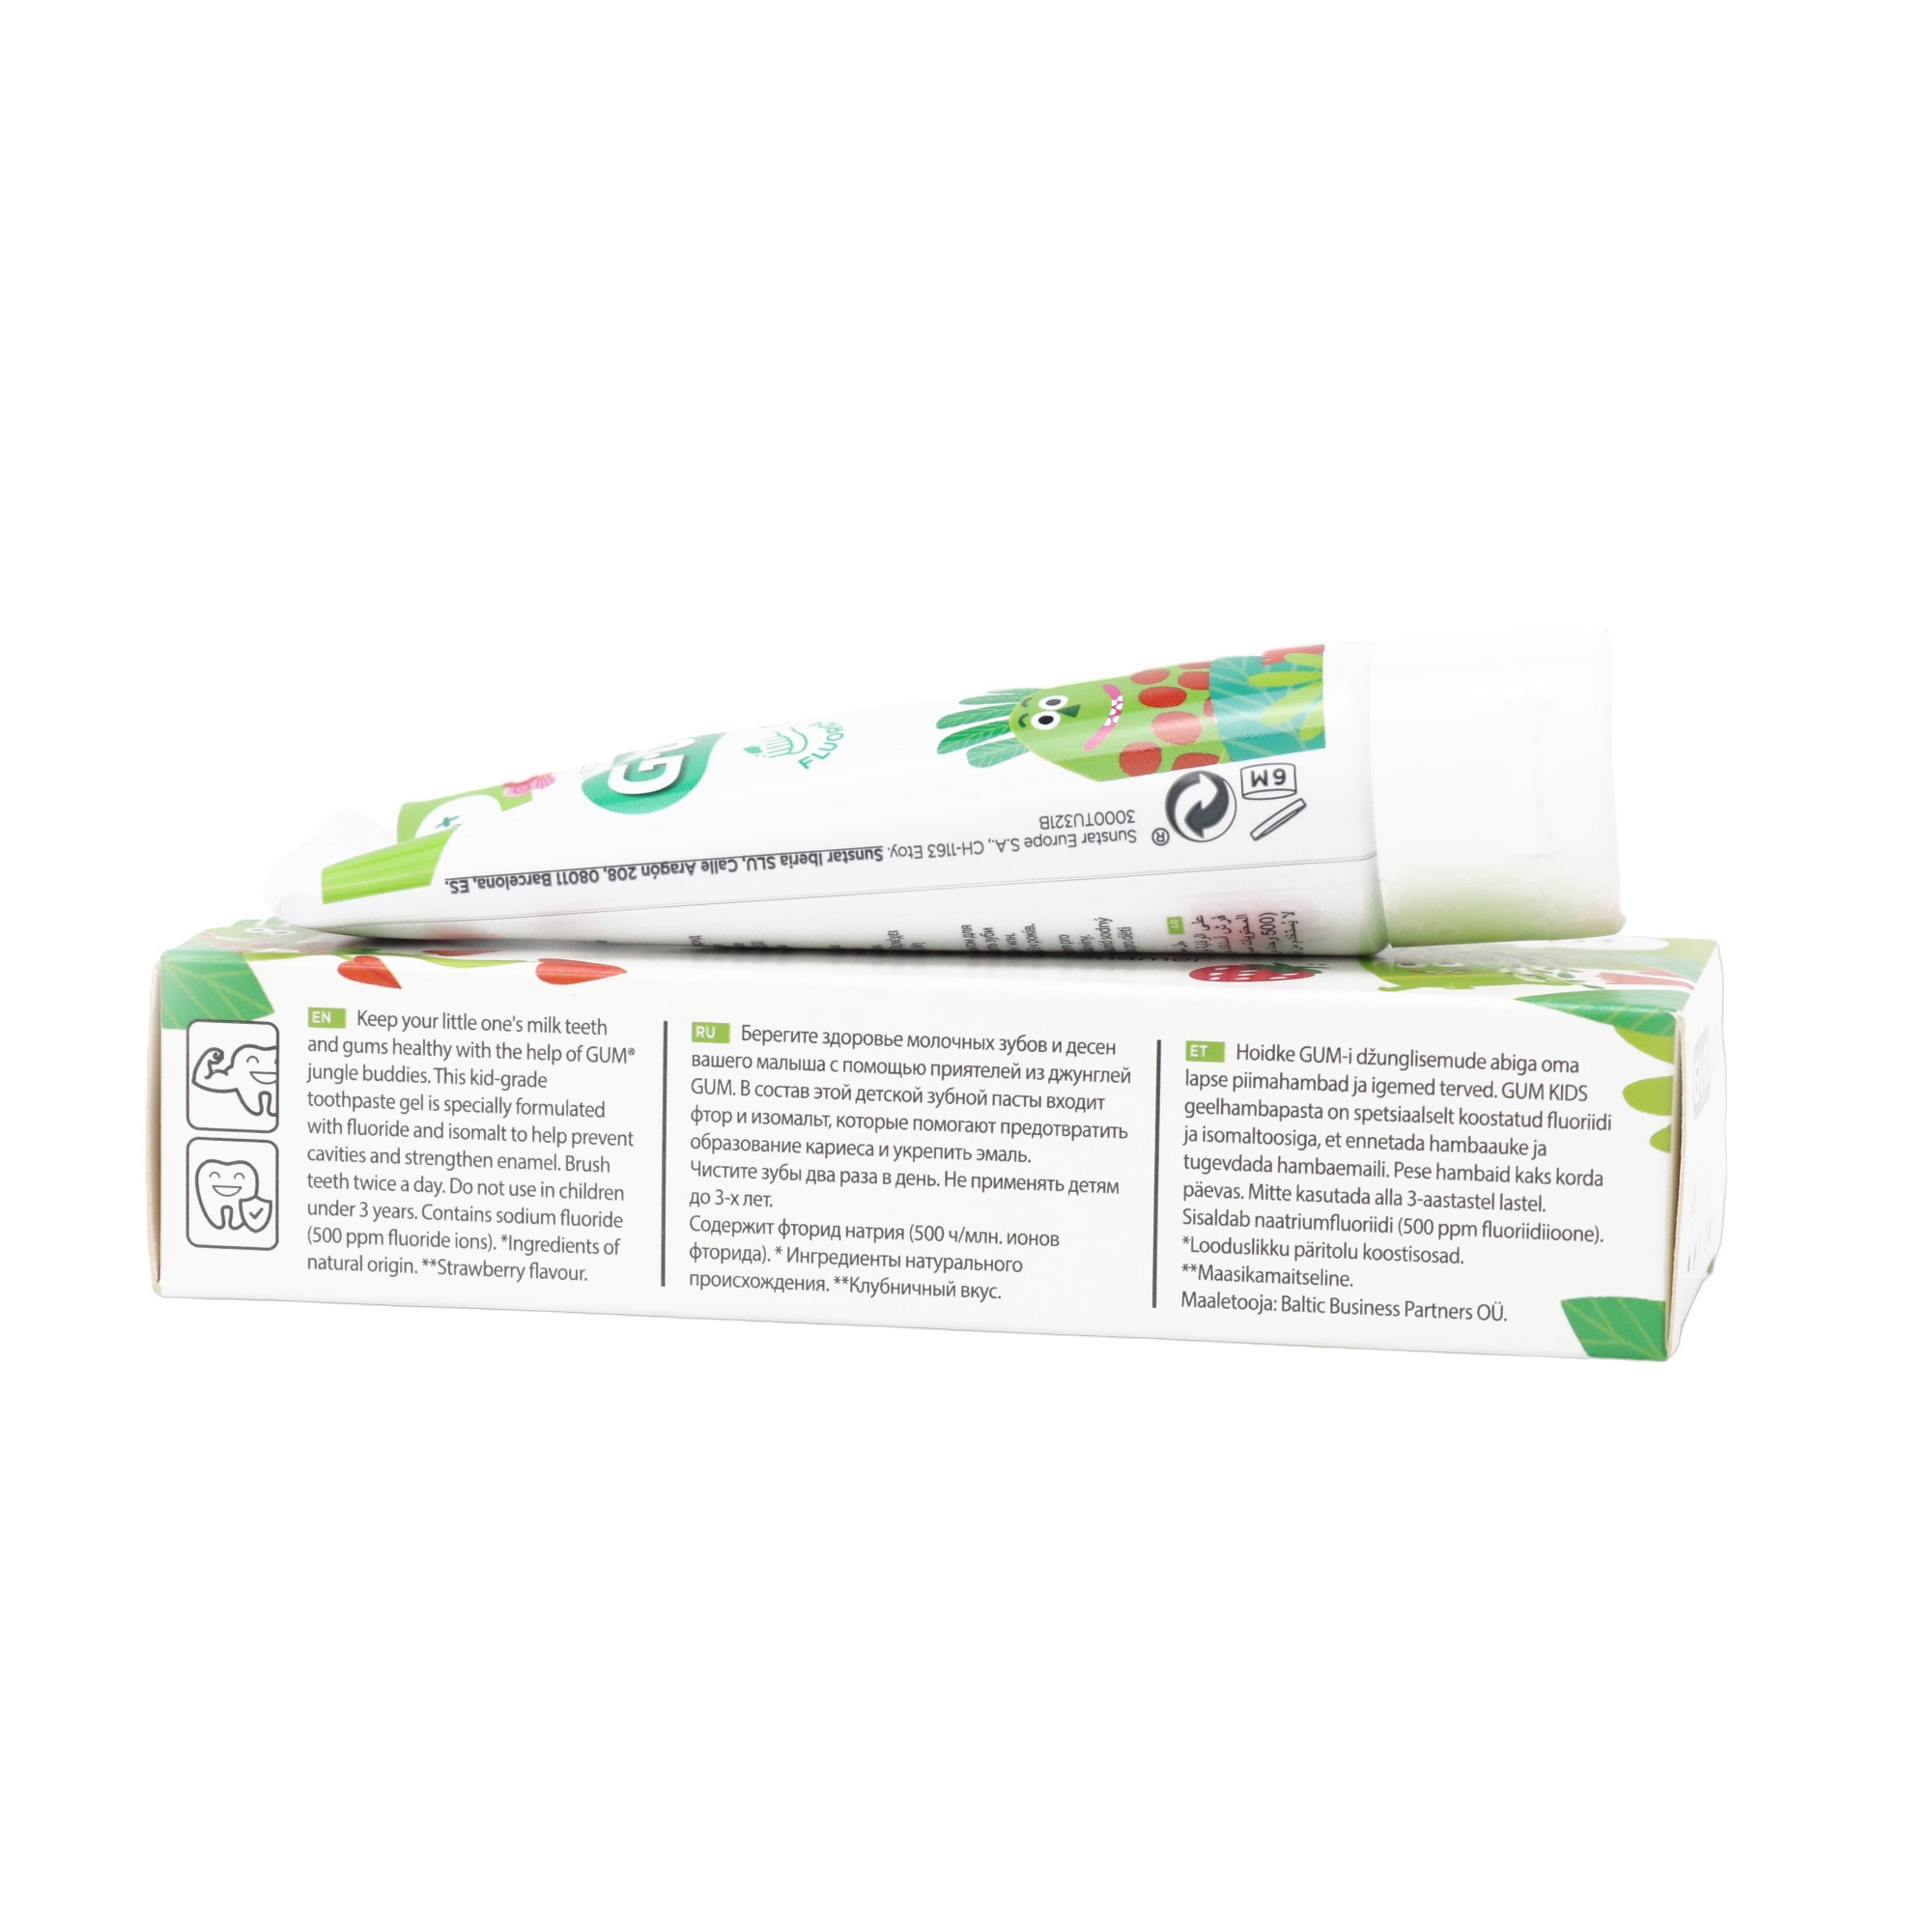 FLUOR
6M
3000TU321B
Sunstar Europe S.A., CH-1163 Etoy. Sunstar Iberia SLU, Calle Aragón 208, 08011 Barcelona, ES.
®
AR
EN Keep your little one's milk teeth
and gums healthy with the help of GUM®
jungle buddies. This kid-grade
toothpaste gel is specially formulated
with fluoride and isomalt to help prevent
cavities and strengthen enamel. Brush
teeth twice a day. Do not use in children
under 3 years. Contains sodium fluoride
(500 ppm fluoride ions). *Ingredients of
natural origin. **Strawberry flavour.
RU Берегите здоровье молочных зубов и десен
вашего малыша с помощью приятелей из джунглей
GUM. В состав этой детской зубной пасты входит
фтор и изомальт, которые помогают предотвратить
образование кариеса и укрепить эмаль.
Чистите зубы два раза в день. Не применять детям
до 3-х лет.
Содержит фторид натрия (500 ч/млн. ионов
фторида). * Ингредиенты натурального
происхождения. **Клубничный вкус.
ET Hoidke GUM-i džunglisemude abiga oma
lapse piimahambad ja igemed terved. GUM KIDS
geelhambapasta on spetsiaalselt koostatud fluoriidi
ja isomaltoosiga, et ennetada hambaauke ja
tugevdada hambaemaili. Pese hambaid kaks korda
päevas. Mitte kasutada alla 3-aastastel lastel.
Sisaldab naatriumfluoriidi (500 ppm fluoriidiioone).
*Looduslikku päritolu koostisosad.
**Maasikamaitseline.
Maaletooja: Baltic Business Partners OÜ.